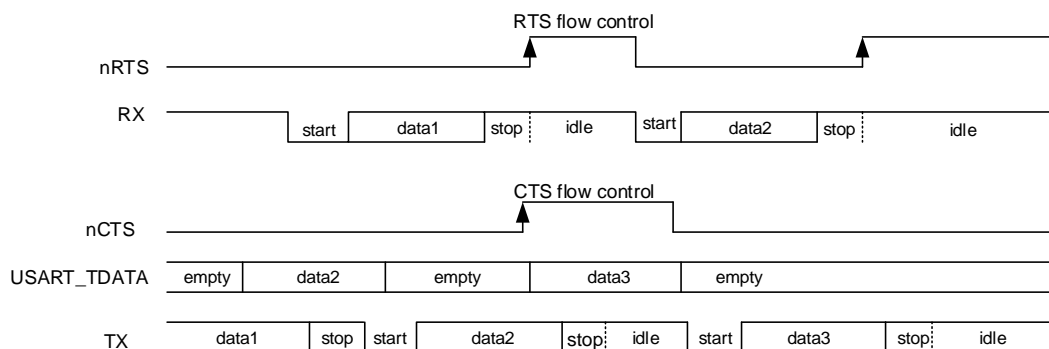 RTS flow control
nRTS
RX start data1 stop idle start data2 stop idle
CTS flow control
nCTS
USART_TDATA empty data2 empty data3 empty
TX data1 stop start data2 stop idle start data3 stop idle